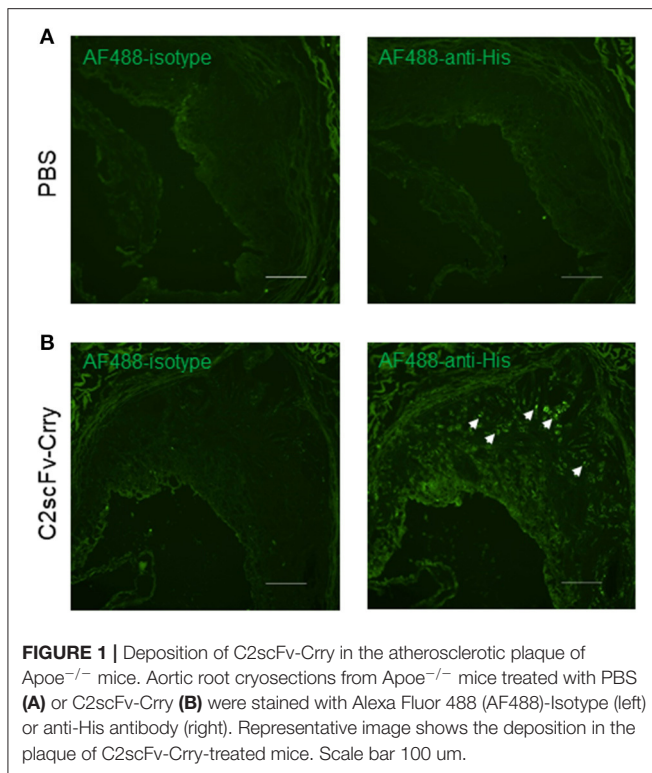 A
AF488-isotype
AF488-anti-His
PBS
B
AF488-isotype
AF488-anti-His
C2scFv-Crry
FIGURE 1 | Deposition of C2scFv-Crry in the atherosclerotic plaque of
Apoe−/− mice. Aortic root cryosections from Apoe−/− mice treated with PBS
(A) or C2scFv-Crry (B) were stained with Alexa Fluor 488 (AF488)-Isotype (left)
or anti-His antibody (right). Representative image shows the deposition in the
plaque of C2scFv-Crry-treated mice. Scale bar 100 um.